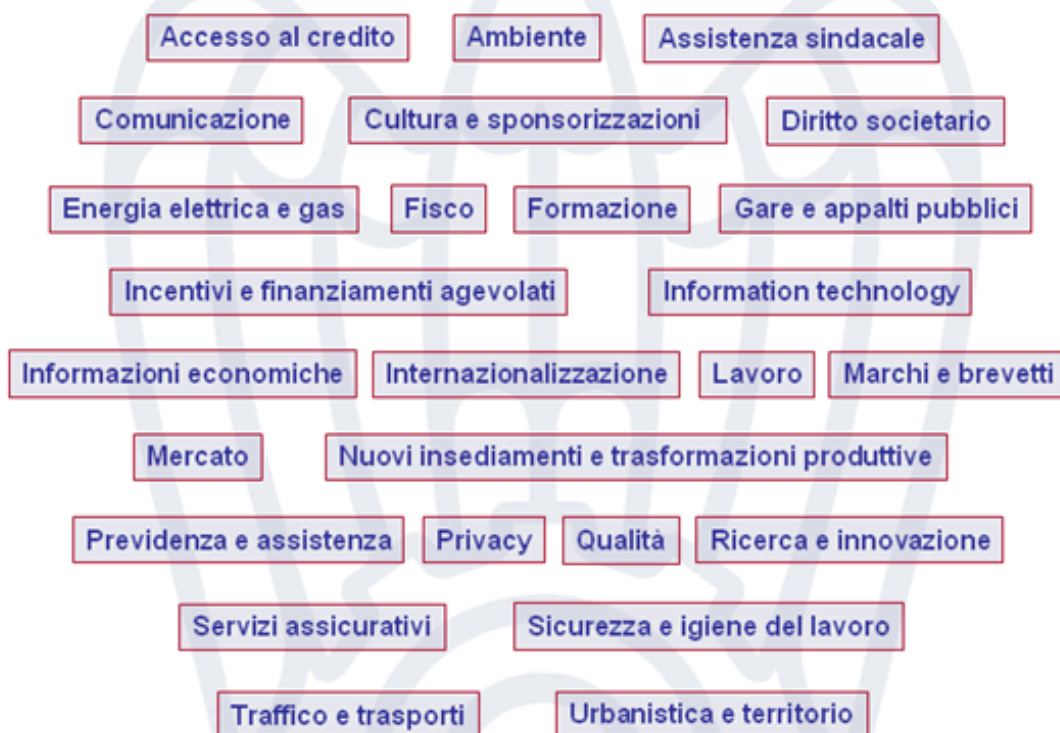 Accesso al credito Ambiente Assistenza sindacale
Comunicazione Cultura e sponsorizzazioni Diritto societario
Energia elettrica e gas Fisco Formazione Gare e appalti pubblici
Incentivi e finanziamenti agevolati Information technology
Informazioni economiche Internazionalizzazione Lavoro Marchi e brevetti
Mercato Nuovi insediamenti e trasformazioni produttive
Previdenza e assistenza Privacy Qualità Ricerca e innovazione
Servizi assicurativi Sicurezza e igiene del lavoro
Traffico e trasporti Urbanistica e territorio